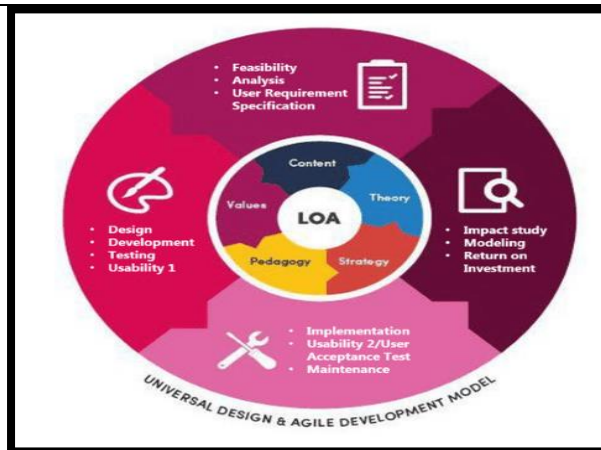 • Feasibility
• Analysis
• User Requirement
Specification
Content
Values
Theory
LOA
Pedagogy
Strategy
• Design
• Development
• Testing
• Usability 1
• Impact study
• Modeling
• Return on
Investment
• Implementation
• Usability 2/User
Acceptance Test
• Maintenance
UNIVERSAL DESIGN & AGILE DEVELOPMENT MODEL